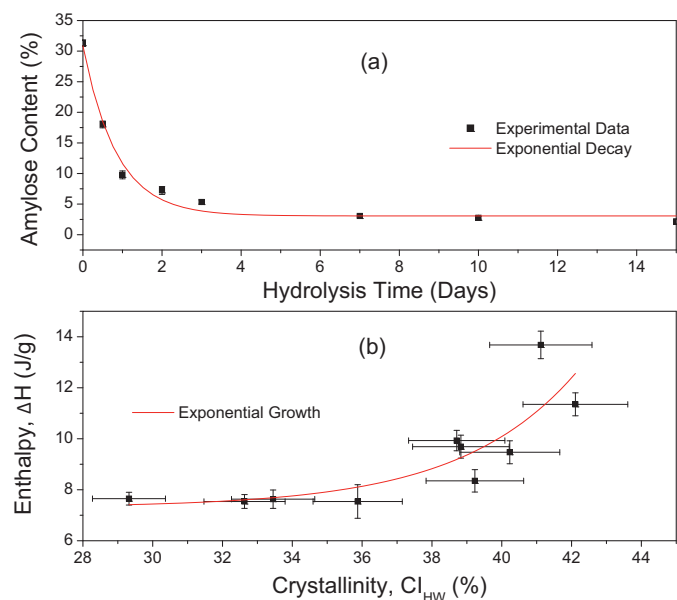 35
30
25
20
15
10
5
0
Amylose Content (%)
(a)
Experimental Data
Exponential Decay
0 2 4 6 8 10 12 14
Hydrolysis Time (Days)
14
12
10
8
6
Enthalpy, ΔH (J/g)
(b)
Exponential Growth
28 30 32 34 36 38 40 42 44
Crystallinity, CI_HW (%)